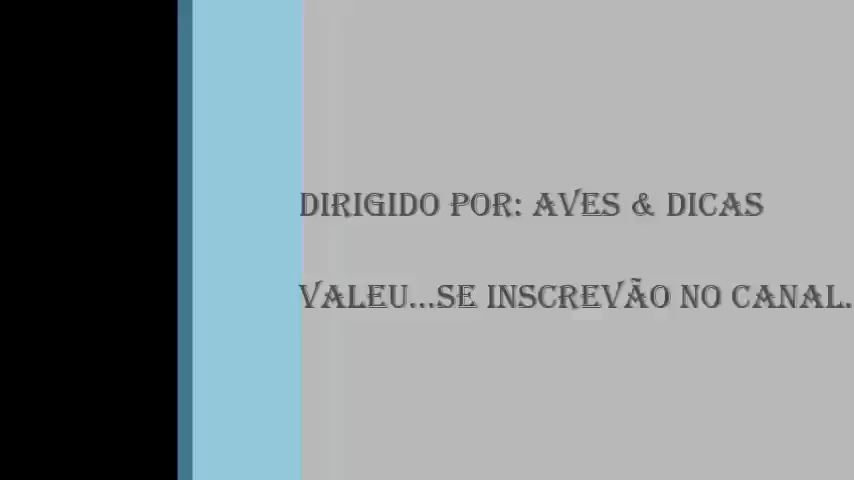 DIRIGIDO POR: AVES & DICAS
VALEU...SE INSCREVÃO NO CANAL.